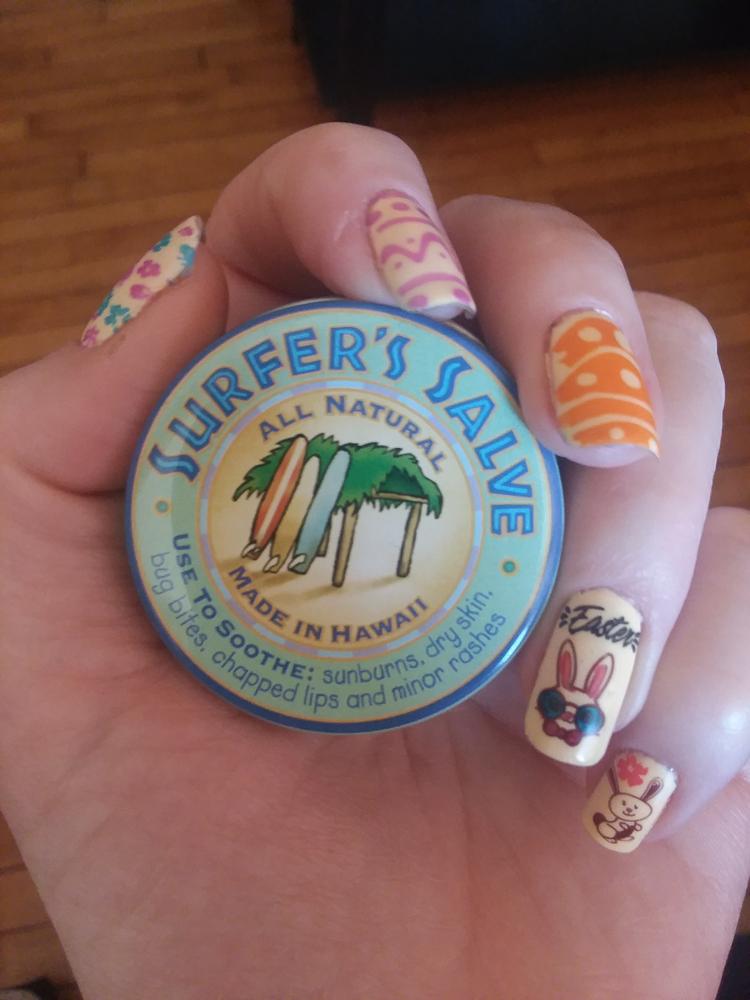 SURFER'S SALVE
ALL NATURAL
MADE IN HAWAII
USE TO SOOTHE: sunburns, dry skin,
bug bites, chapped lips and minor rashes
Easter